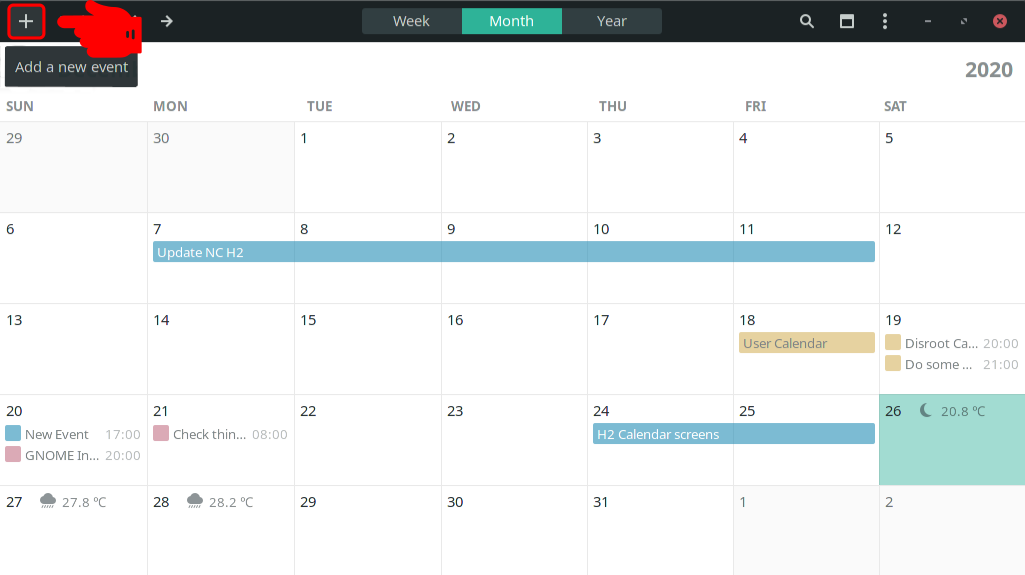 Week Month Year
Add a new event
2020
SUN MON TUE WED THU FRI SAT
29 30 1 2 3 4 5
6 7 8 9 10 11 12
Update NC H2
13 14 15 16 17 18 19
User Calendar Disroot Ca... 20:00
Do some ... 21:00
20 21 22 23 24 25 26 20.8 ºC
New Event 17:00 Check thin... 08:00 H2 Calendar screens
GNOME In... 20:00
27 27.8 ºC 28 28.2 ºC 29 30 31 1 2